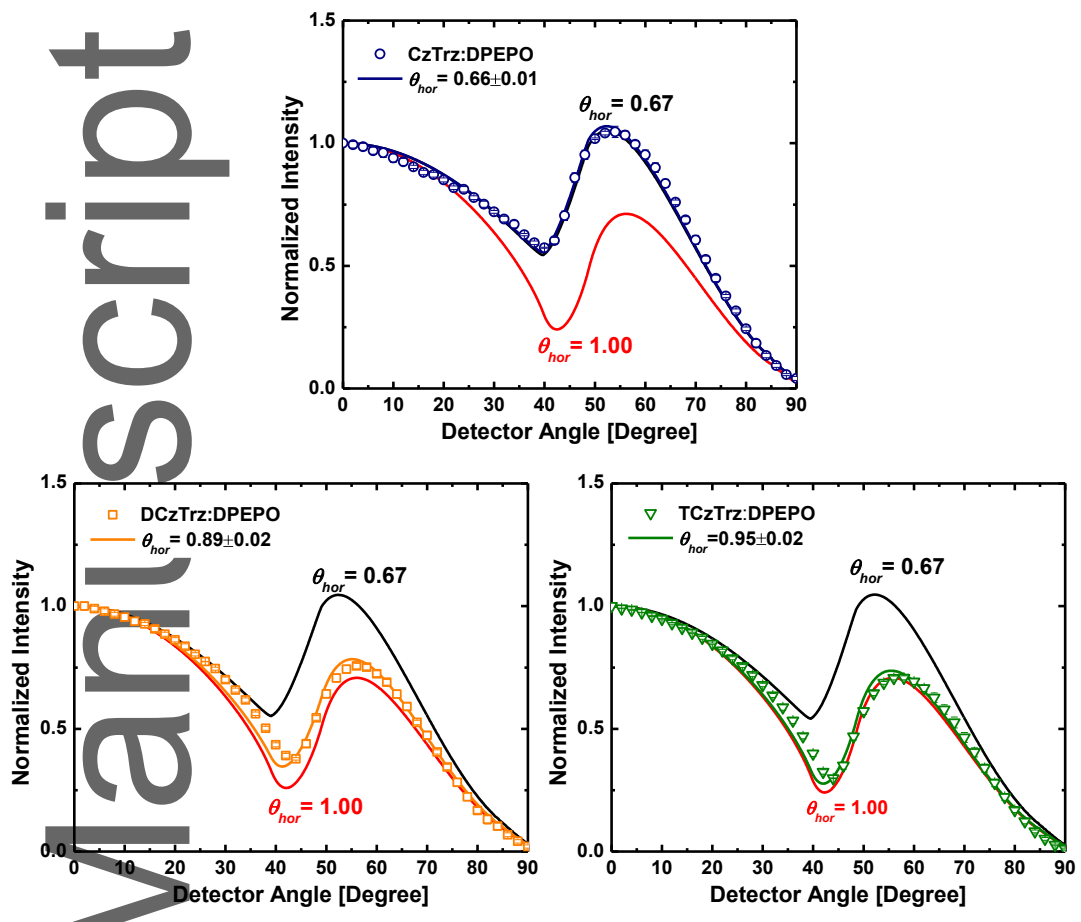 1.5
CzTrz:DPEPO
θhor= 0.66±0.01
θhor= 0.67
1.0
Normalized Intensity
0.5
θhor= 1.00
0.0
0 10 20 30 40 50 60 70 80 90
Detector Angle [Degree]
1.5
DCzTrz:DPEPO
θhor= 0.89±0.02
θhor= 0.67
1.0
Normalized Intensity
0.5
θhor= 1.00
0.0
0 10 20 30 40 50 60 70 80 90
Detector Angle [Degree]
1.5
TCzTrz:DPEPO
θhor=0.95±0.02
θhor= 0.67
1.0
Normalized Intensity
0.5
θhor= 1.00
0.0
0 10 20 30 40 50 60 70 80 90
Detector Angle [Degree]
Manuscript